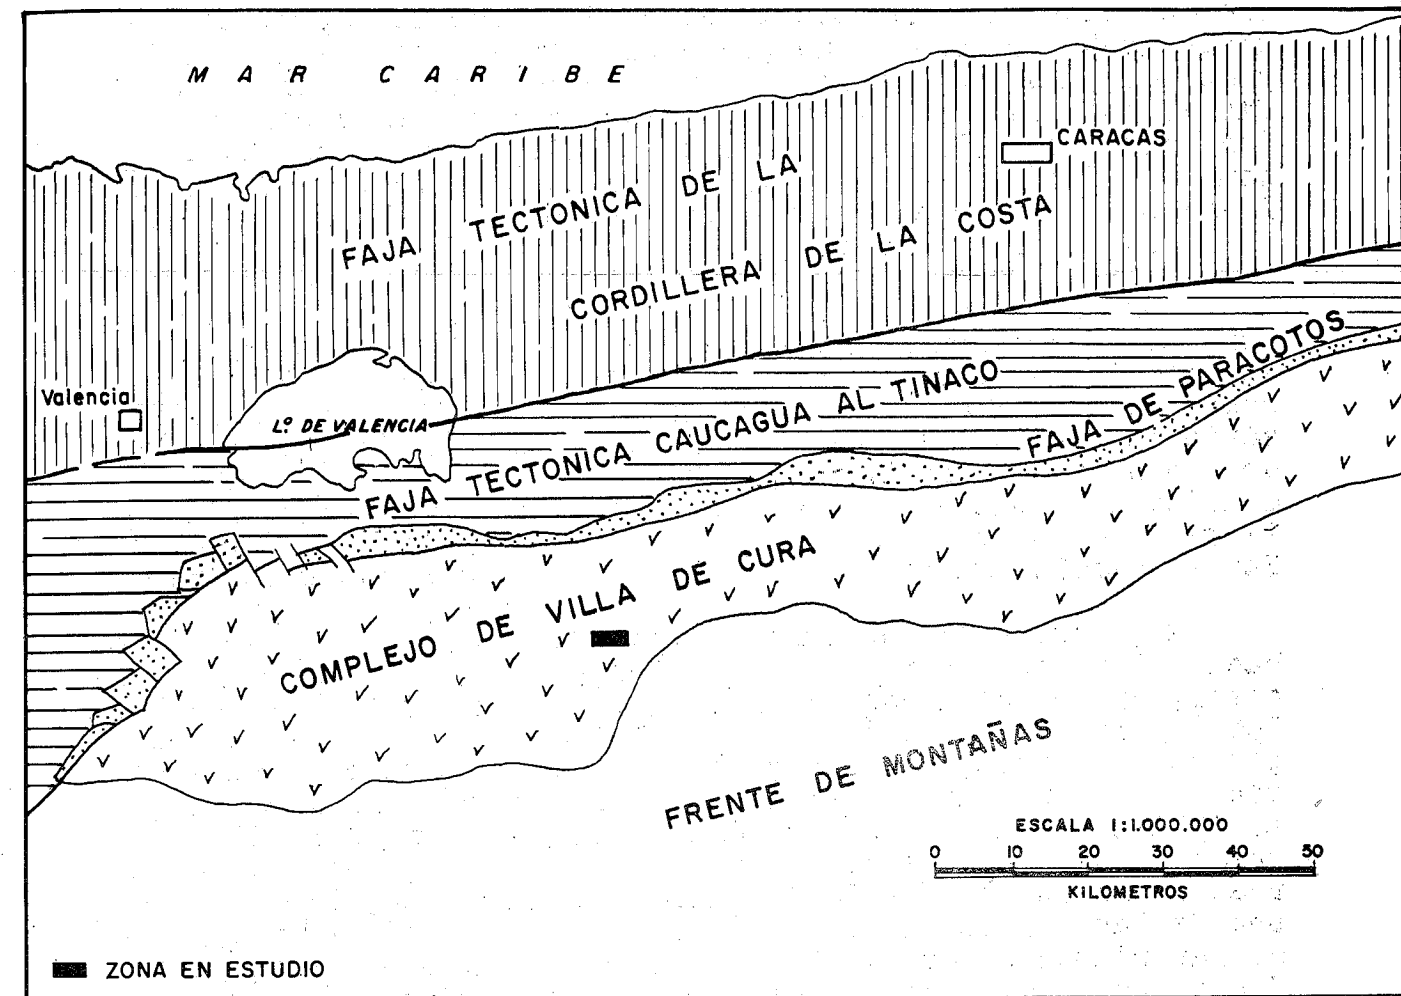 MAR CARIBE
CARACAS
FAJA TECTONICA DE LA
CORDILLERA DE LA COSTA
Valencia
Lº DE VALENCIA
FAJA TECTONICA CAUCAGUA AL TINACO
FAJA DE PARACOTOS
COMPLEJO DE VILLA DE CURA
FRENTE DE MONTAÑAS
ESCALA 1:1.000.000
0 10 20 30 40 50
KILOMETROS
ZONA EN ESTUDIO